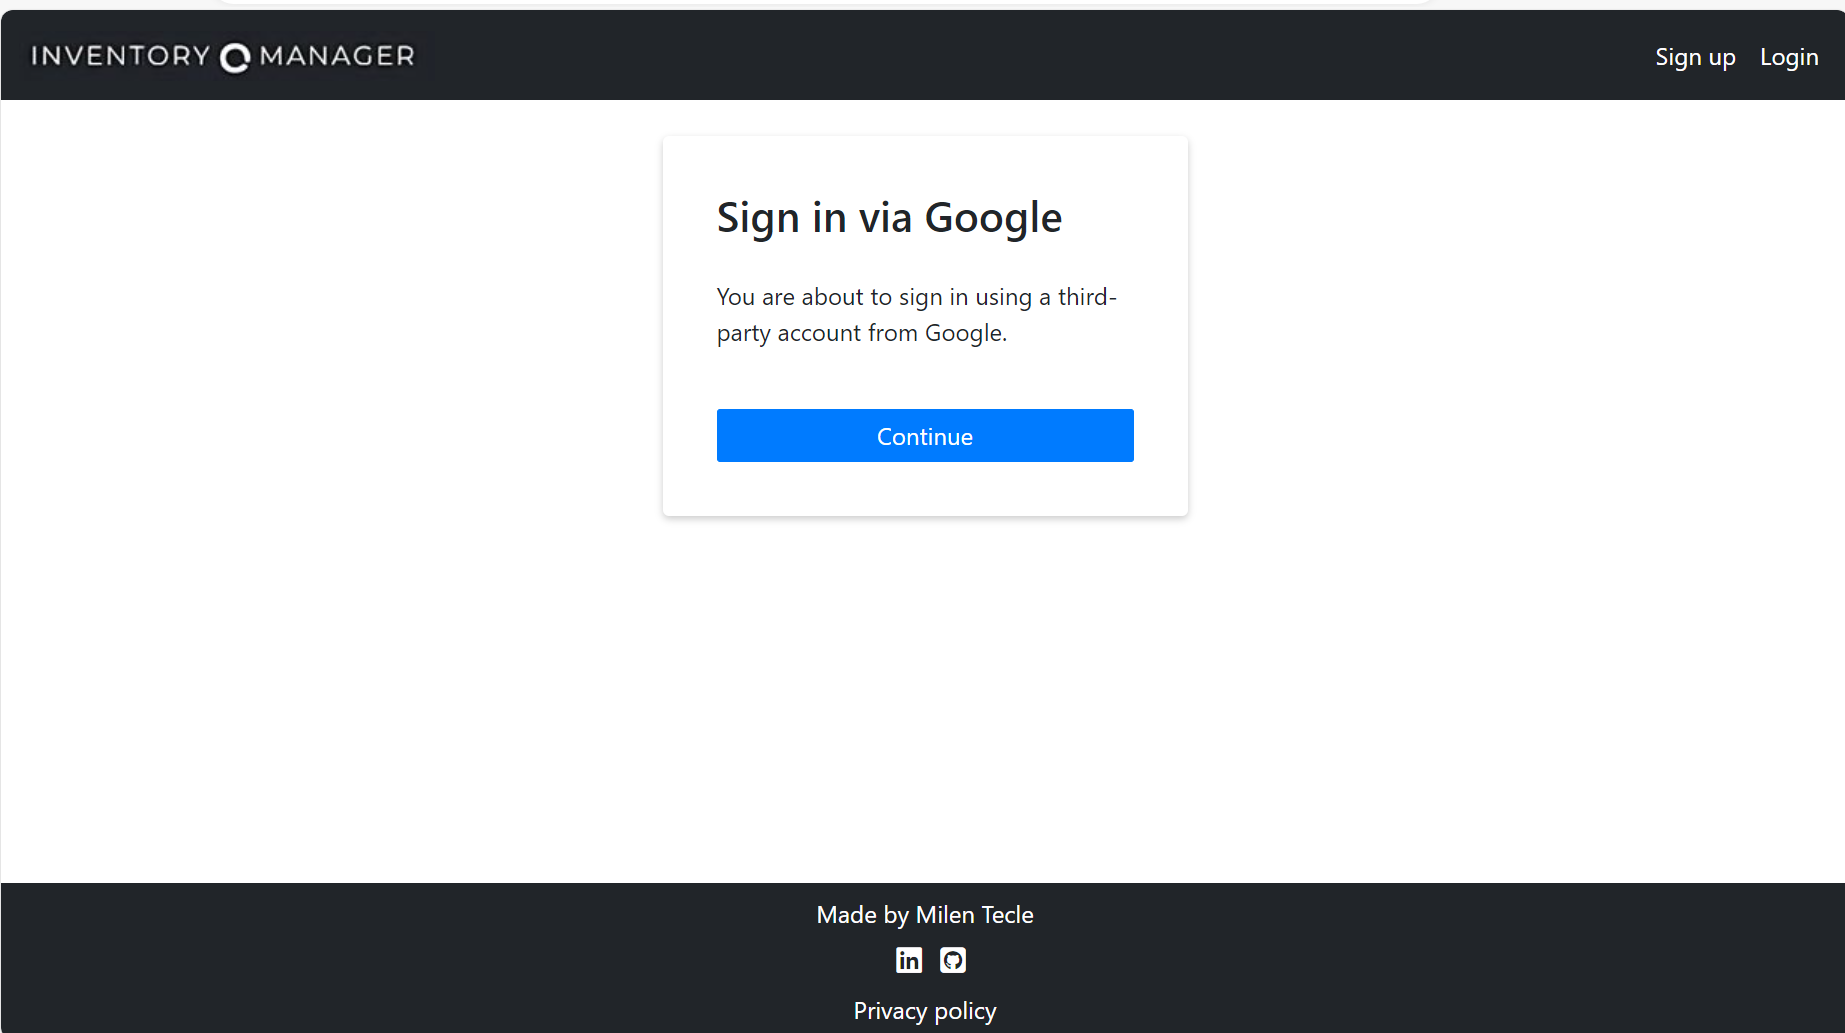 INVENTORY MANAGER
Sign up Login
Sign in via Google
You are about to sign in using a third-
party account from Google.
Continue
Made by Milen Tecle
in
Privacy policy